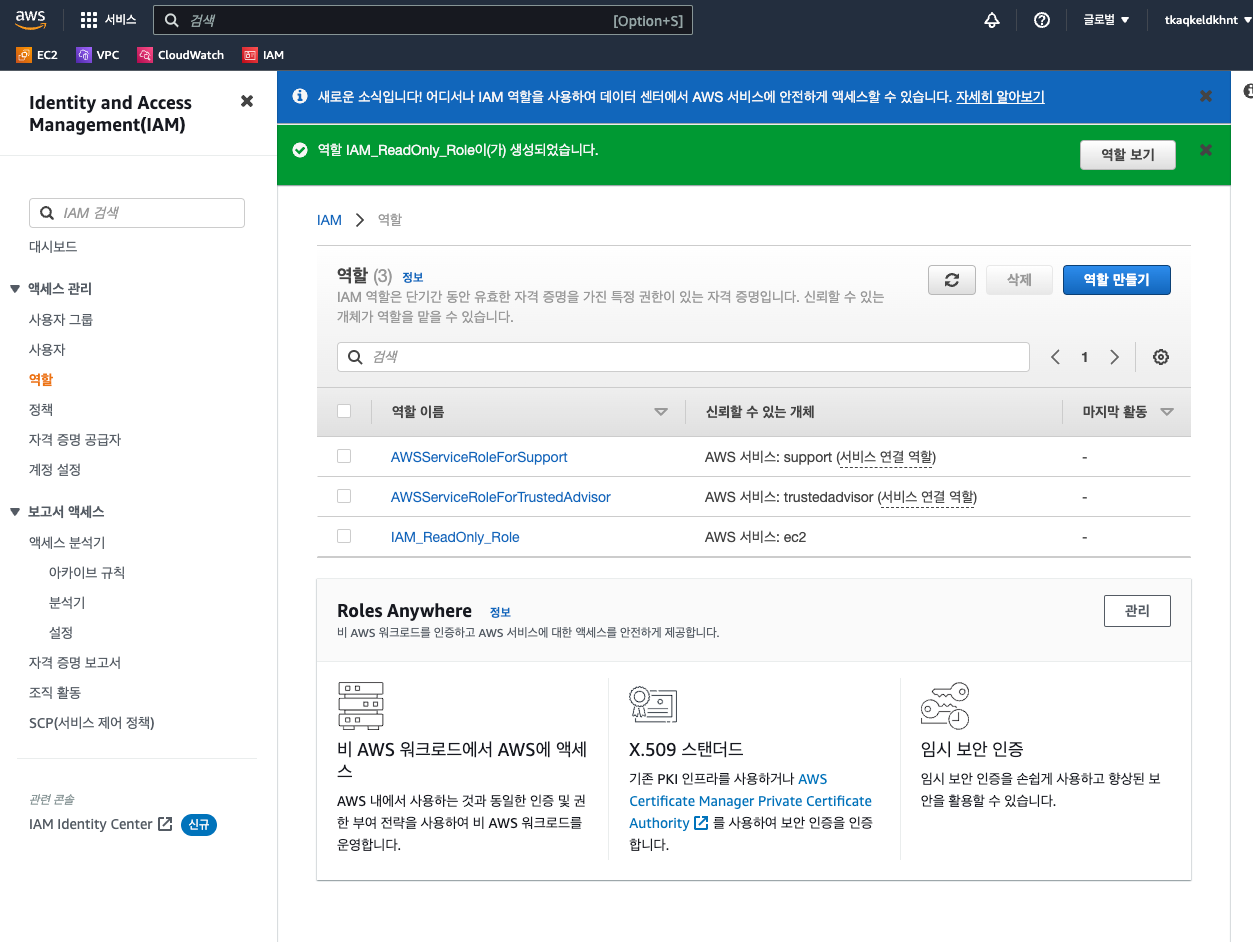 aws
서비스
검색
[Option+S]
글로벌 ▼
tkaqkeldkhnt ▼
EC2
VPC
CloudWatch
IAM
Identity and Access
Management(IAM)
IAM 검색
대시보드
액세스 관리
사용자 그룹
사용자
역할
정책
자격 증명 공급자
계정 설정
보고서 액세스
액세스 분석기
아카이브 규칙
분석기
설정
자격 증명 보고서
조직 활동
SCP(서비스 제어 정책)
관련 콘솔
IAM Identity Center 신규
새로운 소식입니다! 어디서나 IAM 역할을 사용하여 데이터 센터에서 AWS 서비스에 안전하게 액세스할 수 있습니다. 자세히 알아보기
역할 IAM_ReadOnly_Role이(가) 생성되었습니다.
역할 보기
IAM > 역할
역할 (3) 정보
IAM 역할은 단기간 동안 유효한 자격 증명을 가진 특정 권한이 있는 자격 증명입니다. 신뢰할 수 있는
개체가 역할을 맡을 수 있습니다.
삭제
역할 만들기
검색
1
역할 이름
신뢰할 수 있는 개체
마지막 활동
AWSServiceRoleForSupport
AWS 서비스: support (서비스 연결 역할)
-
AWSServiceRoleForTrustedAdvisor
AWS 서비스: trustedadvisor (서비스 연결 역할)
-
IAM_ReadOnly_Role
AWS 서비스: ec2
-
Roles Anywhere 정보
비 AWS 워크로드를 인증하고 AWS 서비스에 대한 액세스를 안전하게 제공합니다.
관리
비 AWS 워크로드에서 AWS에 액세
스
AWS 내에서 사용하는 것과 동일한 인증 및 권
한 부여 전략을 사용하여 비 AWS 워크로드를
운영합니다.
X.509 스탠더드
기존 PKI 인프라를 사용하거나 AWS
Certificate Manager Private Certificate
Authority 를 사용하여 보안 인증을 인증
합니다.
임시 보안 인증
임시 보안 인증을 손쉽게 사용하고 향상된 보
안을 활용할 수 있습니다.